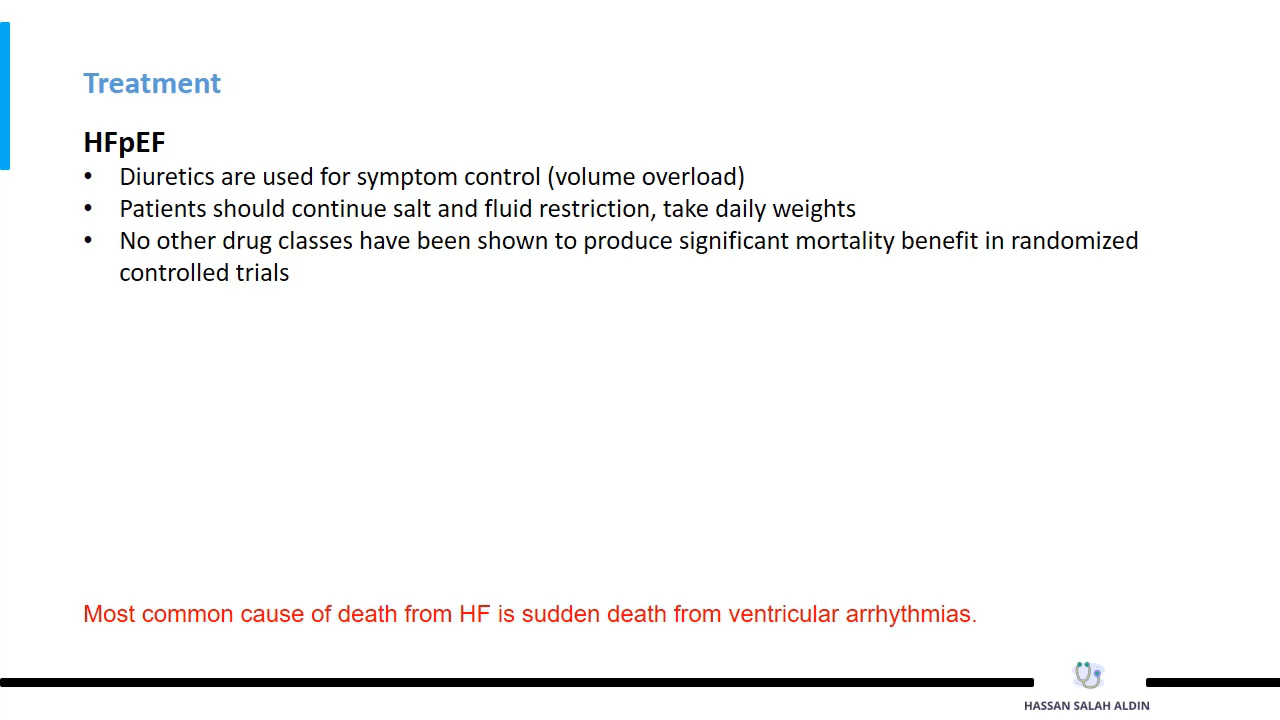 Treatment
HFpEF
• Diuretics are used for symptom control (volume overload)
• Patients should continue salt and fluid restriction, take daily weights
• No other drug classes have been shown to produce significant mortality benefit in randomized
controlled trials
Most common cause of death from HF is sudden death from ventricular arrhythmias.
HASSAN SALAH ALDIN